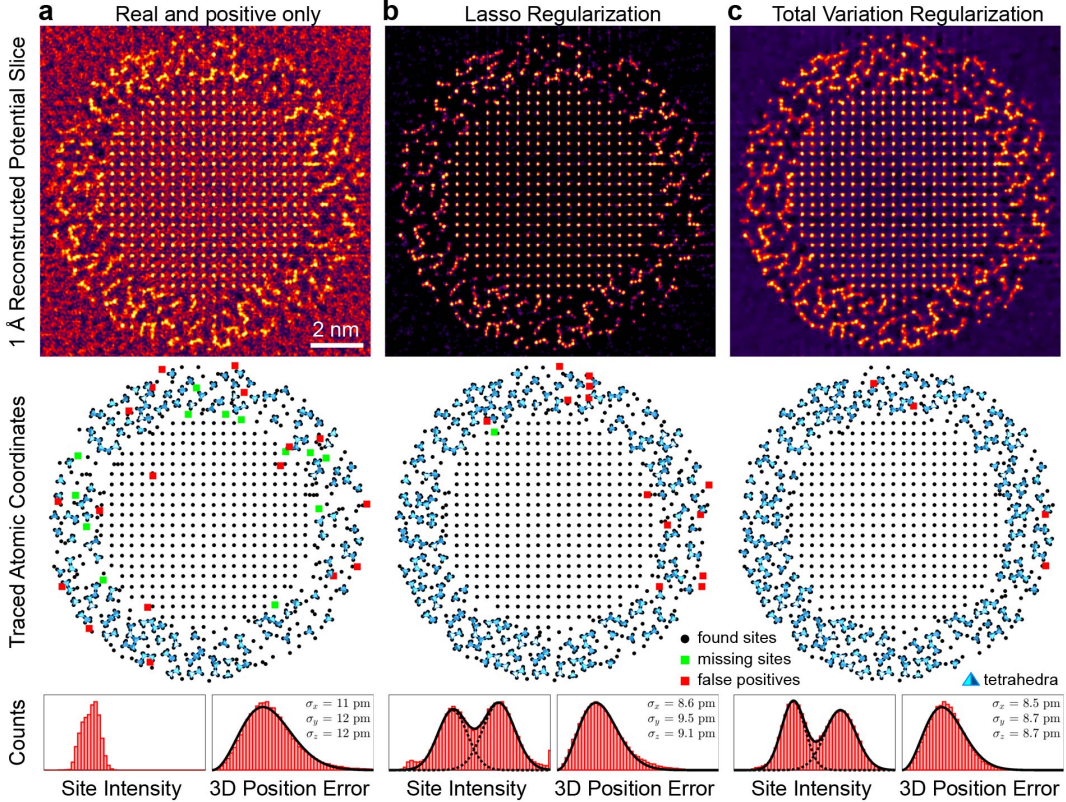 a Real and positive only
b Lasso Regularization
c Total Variation Regularization
1 Å Reconstructed Potential Slice
2 nm
Traced Atomic Coordinates
found sites
missing sites
false positives
tetrahedra
Counts
σx = 11 pm
σy = 12 pm
σz = 12 pm
σx = 8.6 pm
σy = 9.5 pm
σz = 9.1 pm
σx = 8.5 pm
σy = 8.7 pm
σz = 8.7 pm
Site Intensity
3D Position Error
Site Intensity
3D Position Error
Site Intensity
3D Position Error